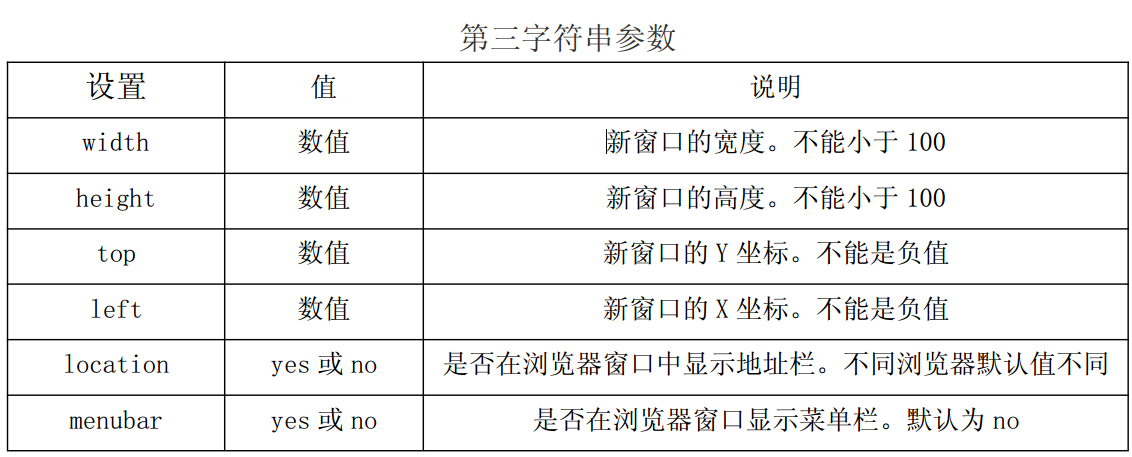 第三字符串参数
设置 值 说明
width 数值 新窗口的宽度。不能小于 100
height 数值 新窗口的高度。不能小于 100
top 数值 新窗口的 Y 坐标。不能是负值
left 数值 新窗口的 X 坐标。不能是负值
location yes 或 no 是否在浏览器窗口中显示地址栏。不同浏览器默认值不同
menubar yes 或 no 是否在浏览器窗口显示菜单栏。默认为 no